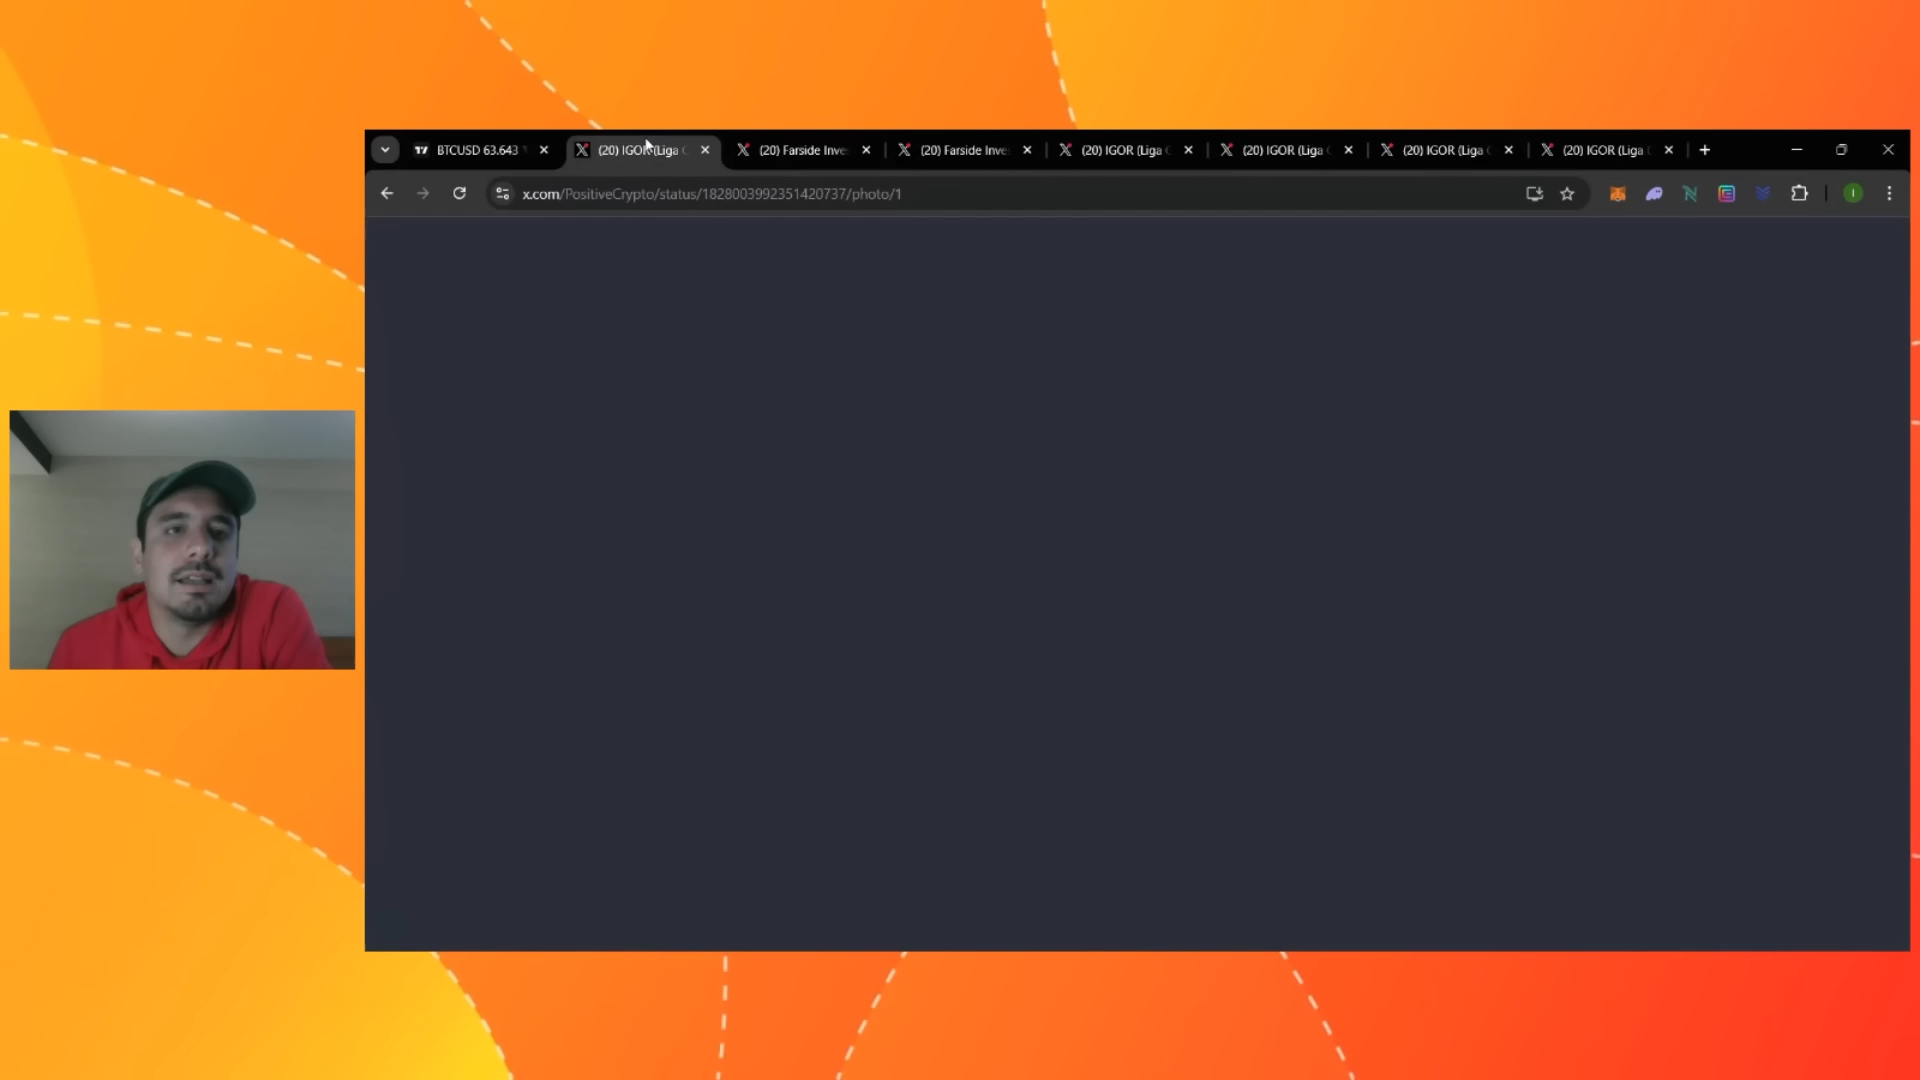 BTCUSD 63.643
(20) IGOR (Liga
(20) Farside Inve
(20) Farside Inve
(20) IGOR (Liga
(20) IGOR (Liga
(20) IGOR (Liga
(20) IGOR (Liga
x.com/PositiveCrypto/status/1828003992351420737/photo/1
I